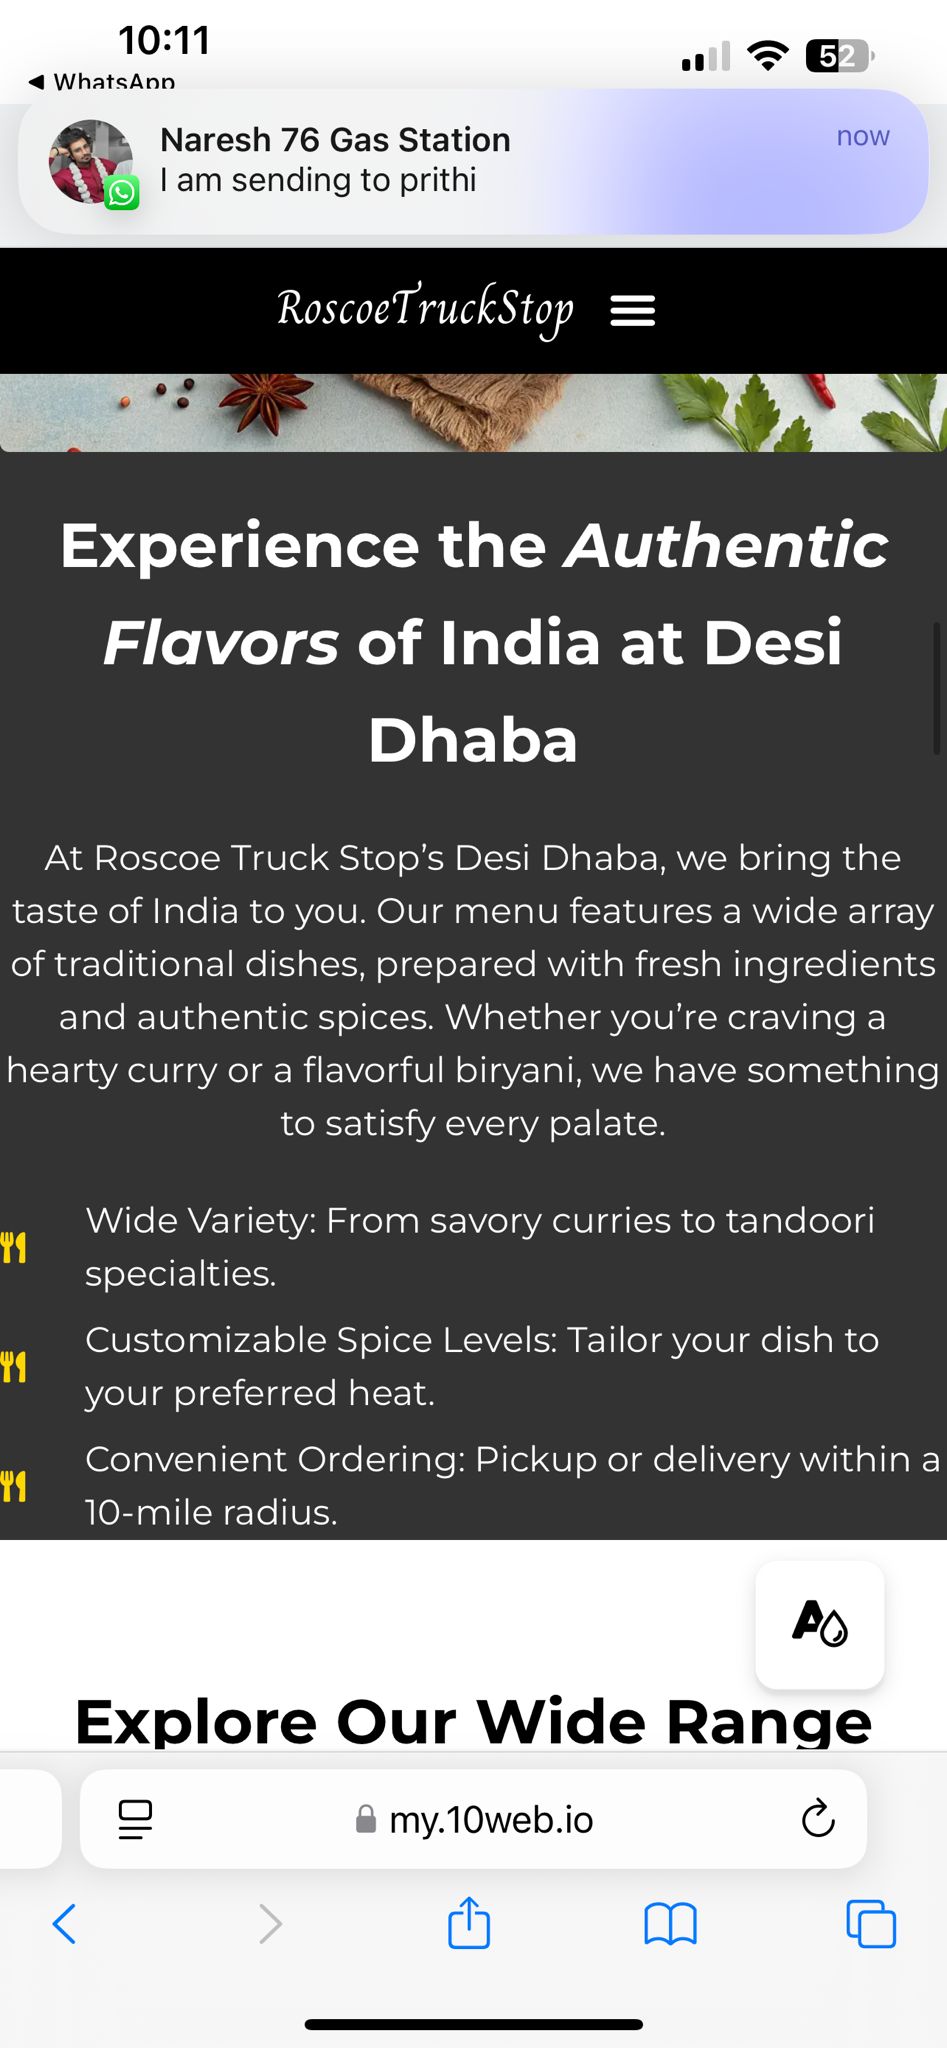 10:11
52
◀ WhatsApp
Naresh 76 Gas Station
now
I am sending to prithi
RoscoeTruckStop
Experience the Authentic
Flavors of India at Desi
Dhaba
At Roscoe Truck Stop’s Desi Dhaba, we bring the
taste of India to you. Our menu features a wide array
of traditional dishes, prepared with fresh ingredients
and authentic spices. Whether you’re craving a
hearty curry or a flavorful biryani, we have something
to satisfy every palate.
Wide Variety: From savory curries to tandoori
specialties.
Customizable Spice Levels: Tailor your dish to
your preferred heat.
Convenient Ordering: Pickup or delivery within a
10-mile radius.
A
Explore Our Wide Range
my.10web.io